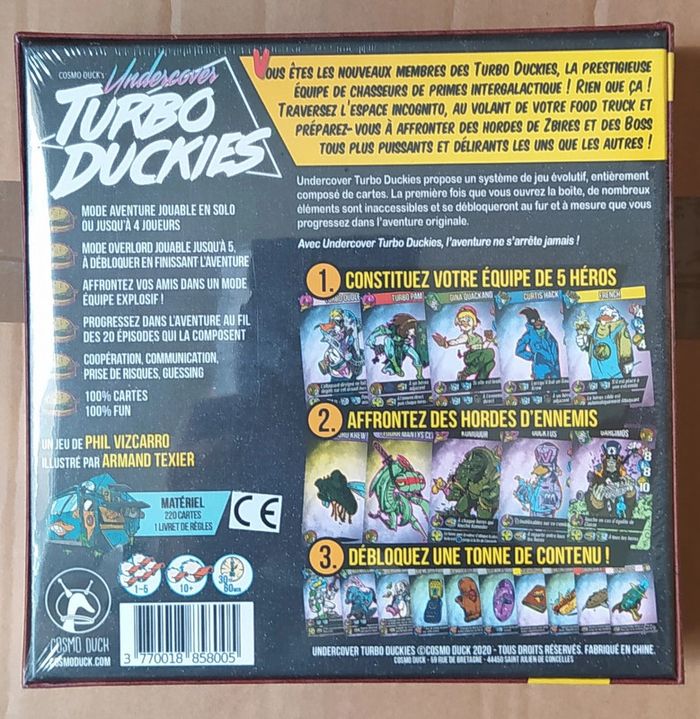 COSMO DUCK's
Undercover
TURBO
DUCKIES
VOUS ÊTES LES NOUVEAUX MEMBRES DES TURBO DUCKIES, LA PRESTIGIEUSE
ÉQUIPE DE CHASSEURS DE PRIMES INTERGALACTIQUE ! RIEN QUE ÇA !
TRAVERSEZ L'ESPACE INCOGNITO, AU VOLANT DE VOTRE FOOD TRUCK ET
PRÉPAREZ-VOUS À AFFRONTER DES HORDES DE ZBIRES ET DES BOSS
TOUS PLUS PUISSANTS ET DÉLIRANTS LES UNS QUE LES AUTRES !
Undercover Turbo Duckies propose un système de jeu évolutif, entièrement
composé de cartes. La première fois que vous ouvrez la boite, de nombreux
éléments sont inaccessibles et se débloqueront au fur et à mesure que vous
progressez dans l'aventure originale.
Avec Undercover Turbo Duckies, l'aventure ne s'arrête jamais !
MODE AVENTURE JOUABLE EN SOLO
OU JUSQU'À 4 JOUEURS
MODE OVERLORD JOUABLE JUSQU'À 5,
À DÉBLOQUER EN FINISSANT L'AVENTURE
AFFRONTEZ VOS AMIS DANS UN MODE
ÉQUIPE EXPLOSIF !
PROGRESSEZ DANS L'AVENTURE AU FIL
DES 20 ÉPISODES QUI LA COMPOSENT
COOPÉRATION, COMMUNICATION,
PRISE DE RISQUES, GUESSING
100% CARTES
100% FUN
UN JEU DE PHIL VIZCARRO
ILLUSTRÉ PAR ARMAND TEXIER
MATÉRIEL
220 CARTES
1 LIVRET DE RÈGLES
CE
1-5
10+
30-
60MIN
COSMO DUCK
COSMODUCK.COM
3 770018 858005
1. CONSTITUEZ VOTRE ÉQUIPE DE 5 HÉROS
TURBO PAM
GINA QUACKAND
CURTIS HACK
FRENCH
2. AFFRONTEZ DES HORDES D'ENNEMIS
KOMODOR
DUCKTUS
BARCIMOS
8
8
10
3. DÉBLOQUEZ UNE TONNE DE CONTENU !
UNDERCOVER TURBO DUCKIES ©COSMO DUCK 2020 - TOUS DROITS RÉSERVÉS. FABRIQUÉ EN CHINE.
COSMO DUCK - 69 RUE DE BRETAGNE - 44450 SAINT JULIEN DE CONCELLES